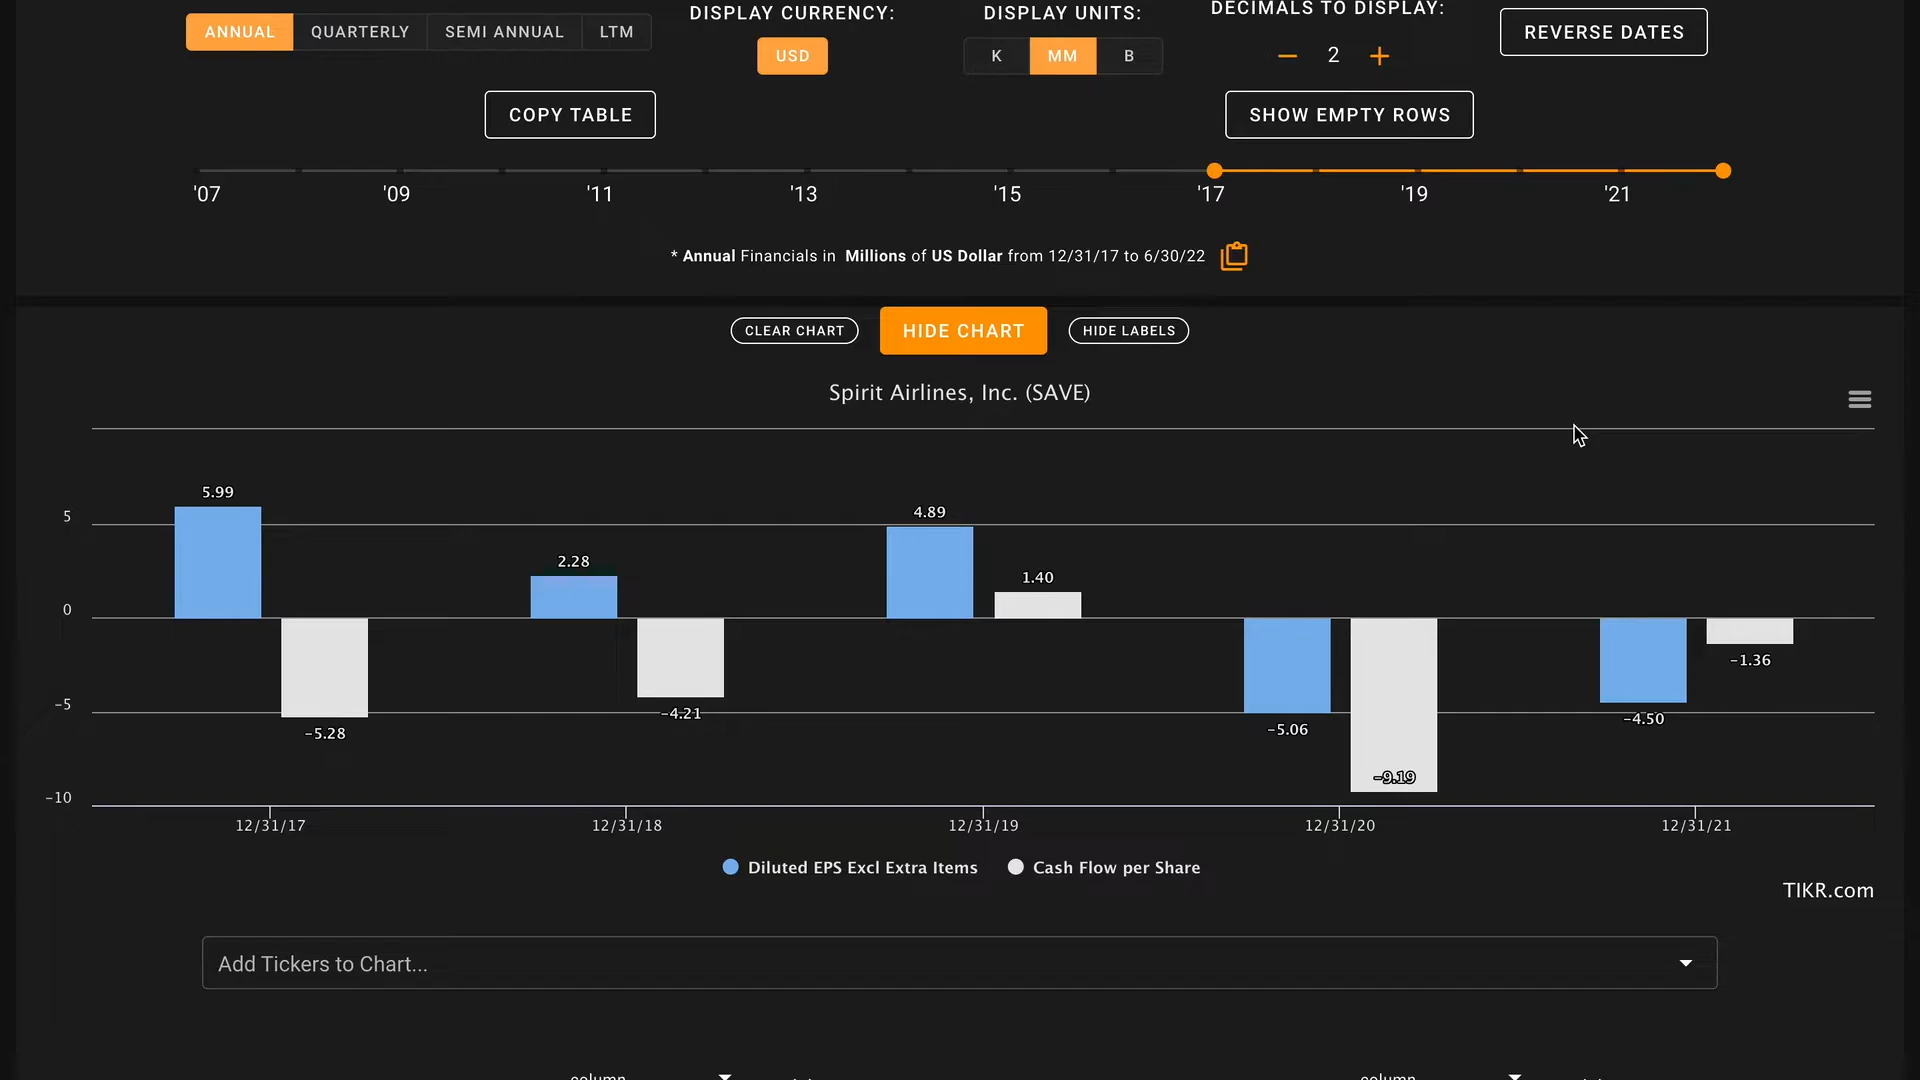 ANNUAL QUARTERLY SEMI ANNUAL LTM
DISPLAY CURRENCY:
USD
DISPLAY UNITS:
K MM B
DECIMALS TO DISPLAY:
− 2 +
REVERSE DATES
COPY TABLE
SHOW EMPTY ROWS
'07 '09 '11 '13 '15 '17 '19 '21
* Annual Financials in Millions of US Dollar from 12/31/17 to 6/30/22
CLEAR CHART HIDE CHART HIDE LABELS
Spirit Airlines, Inc. (SAVE)
5.99
5
4.89
2.28
1.40
0
-1.36
-5
-4.21
-4.50
-5.28
-5.06
-9.19
-10
12/31/17 12/31/18 12/31/19 12/31/20 12/31/21
Diluted EPS Excl Extra Items Cash Flow per Share
TIKR.com
Add Tickers to Chart...
column column